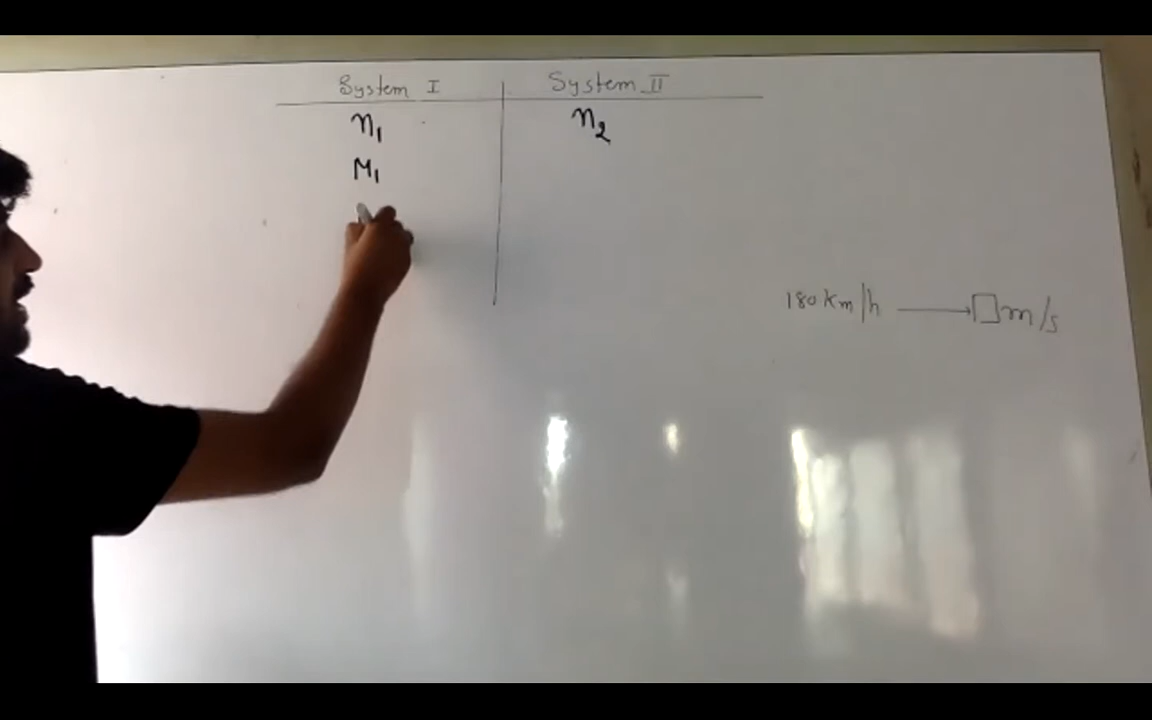 System I System II
n1 n2
M1
180 km/h → □ m/s